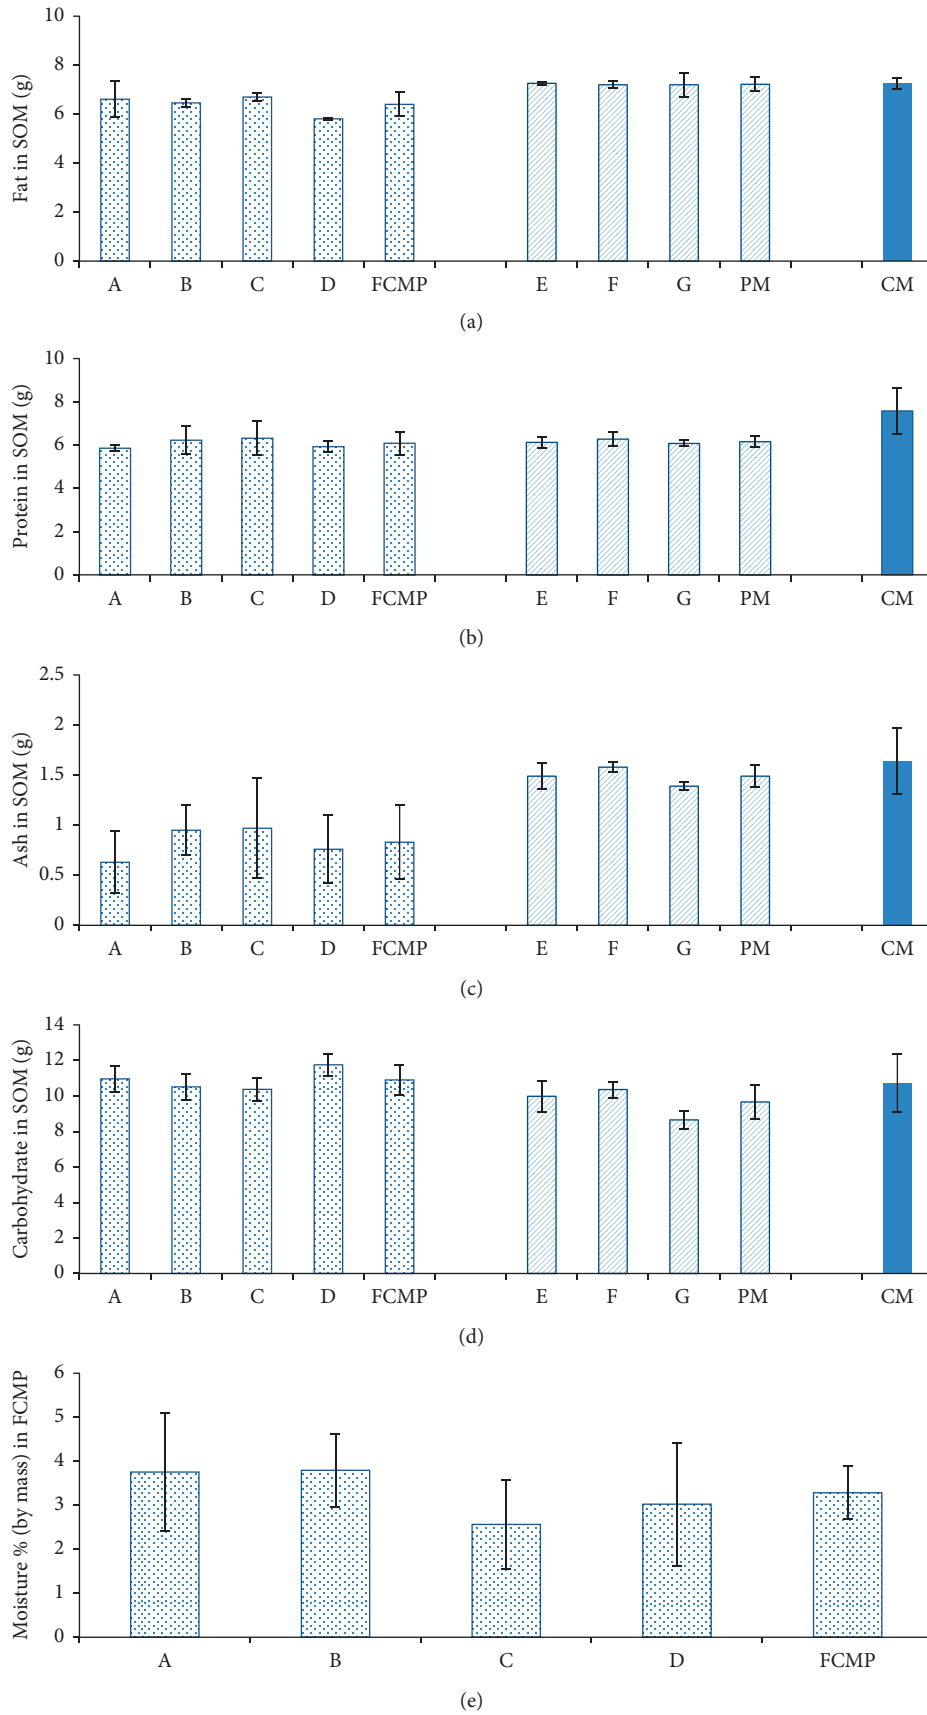 Fat in SOM (g)
10
8
6
4
2
0
A B C D FCMP E F G PM CM
(a)
Protein in SOM (g)
10
8
6
4
2
0
A B C D FCMP E F G PM CM
(b)
Ash in SOM (g)
2.5
2
1.5
1
0.5
0
A B C D FCMP E F G PM CM
(c)
Carbohydrate in SOM (g)
14
12
10
8
6
4
2
0
A B C D FCMP E F G PM CM
(d)
Moisture % (by mass) in FCMP
6
5
4
3
2
1
0
A B C D FCMP
(e)